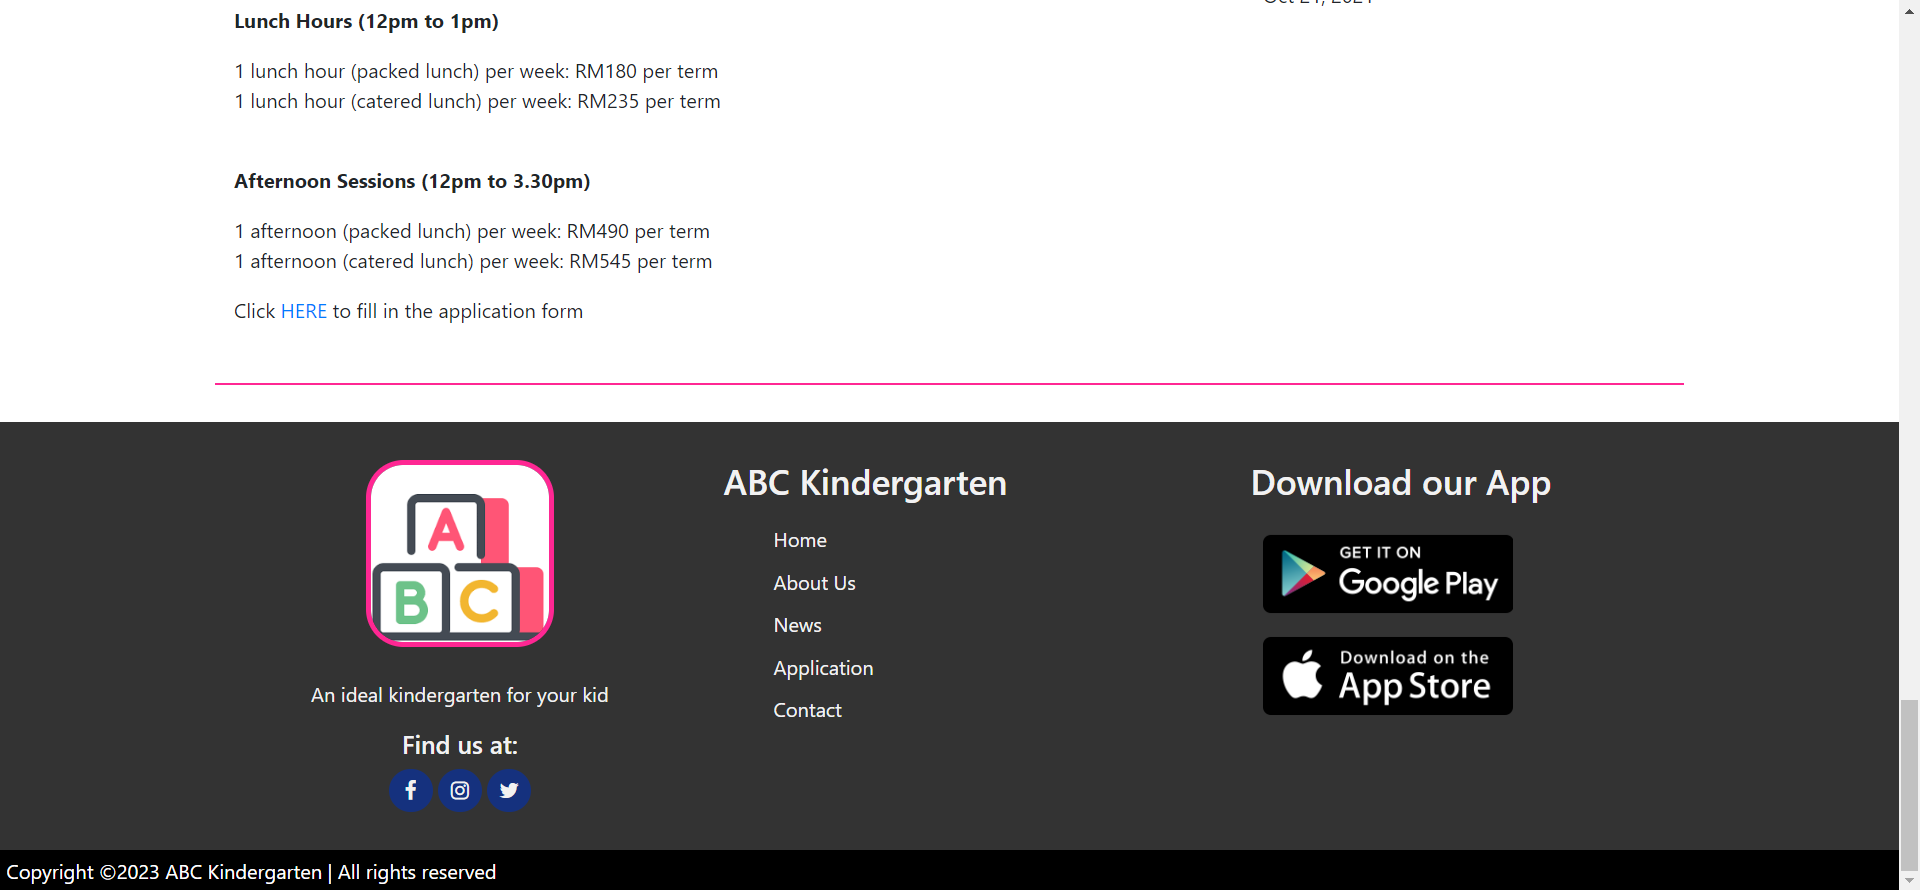 Lunch Hours (12pm to 1pm)
1 lunch hour (packed lunch) per week: RM180 per term
1 lunch hour (catered lunch) per week: RM235 per term
Afternoon Sessions (12pm to 3.30pm)
1 afternoon (packed lunch) per week: RM490 per term
1 afternoon (catered lunch) per week: RM545 per term
Click HERE to fill in the application form
A
B C
An ideal kindergarten for your kid
Find us at:
ABC Kindergarten
Home
About Us
News
Application
Contact
Download our App
GET IT ON
Google Play
Download on the
App Store
Copyright ©2023 ABC Kindergarten | All rights reserved